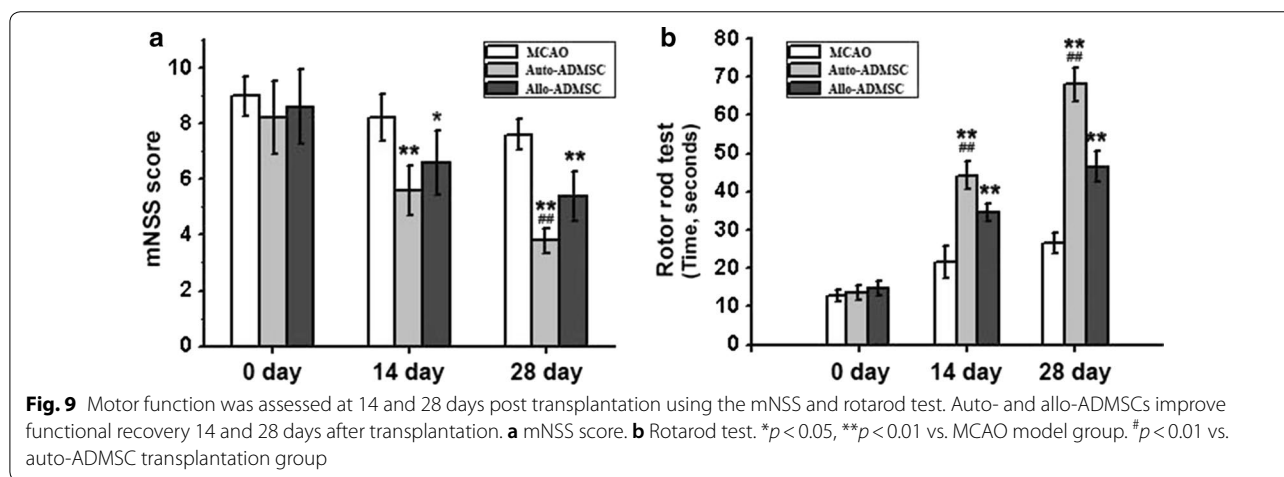 a
mNSS score
10
8
6
4
2
0
MCAO
Auto-ADMSC
Allo-ADMSC
**
*
**
##
**
0 day
14 day
28 day
b
Rotor rod test
(Time, seconds)
80
70
60
50
40
30
20
10
0
MCAO
Auto-ADMSC
Allo-ADMSC
**
##
**
**
##
**
0 day
14 day
28 day
Fig. 9 Motor function was assessed at 14 and 28 days post transplantation using the mNSS and rotarod test. Auto- and allo-ADMSCs improve
functional recovery 14 and 28 days after transplantation. a mNSS score. b Rotarod test. *p < 0.05, **p < 0.01 vs. MCAO model group. #p < 0.01 vs.
auto-ADMSC transplantation group